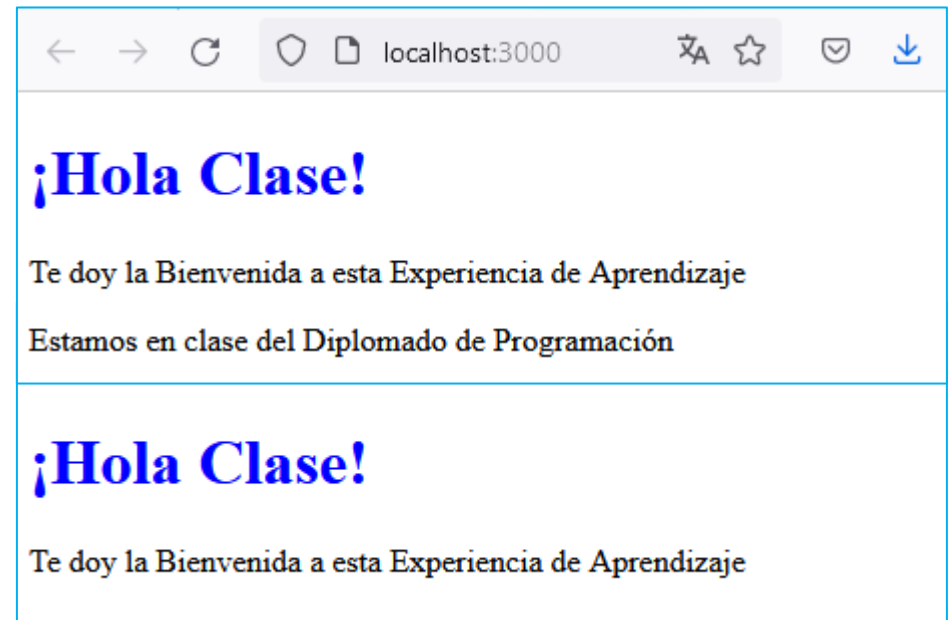 localhost:3000
¡Hola Clase!
Te doy la Bienvenida a esta Experiencia de Aprendizaje
Estamos en clase del Diplomado de Programación
¡Hola Clase!
Te doy la Bienvenida a esta Experiencia de Aprendizaje